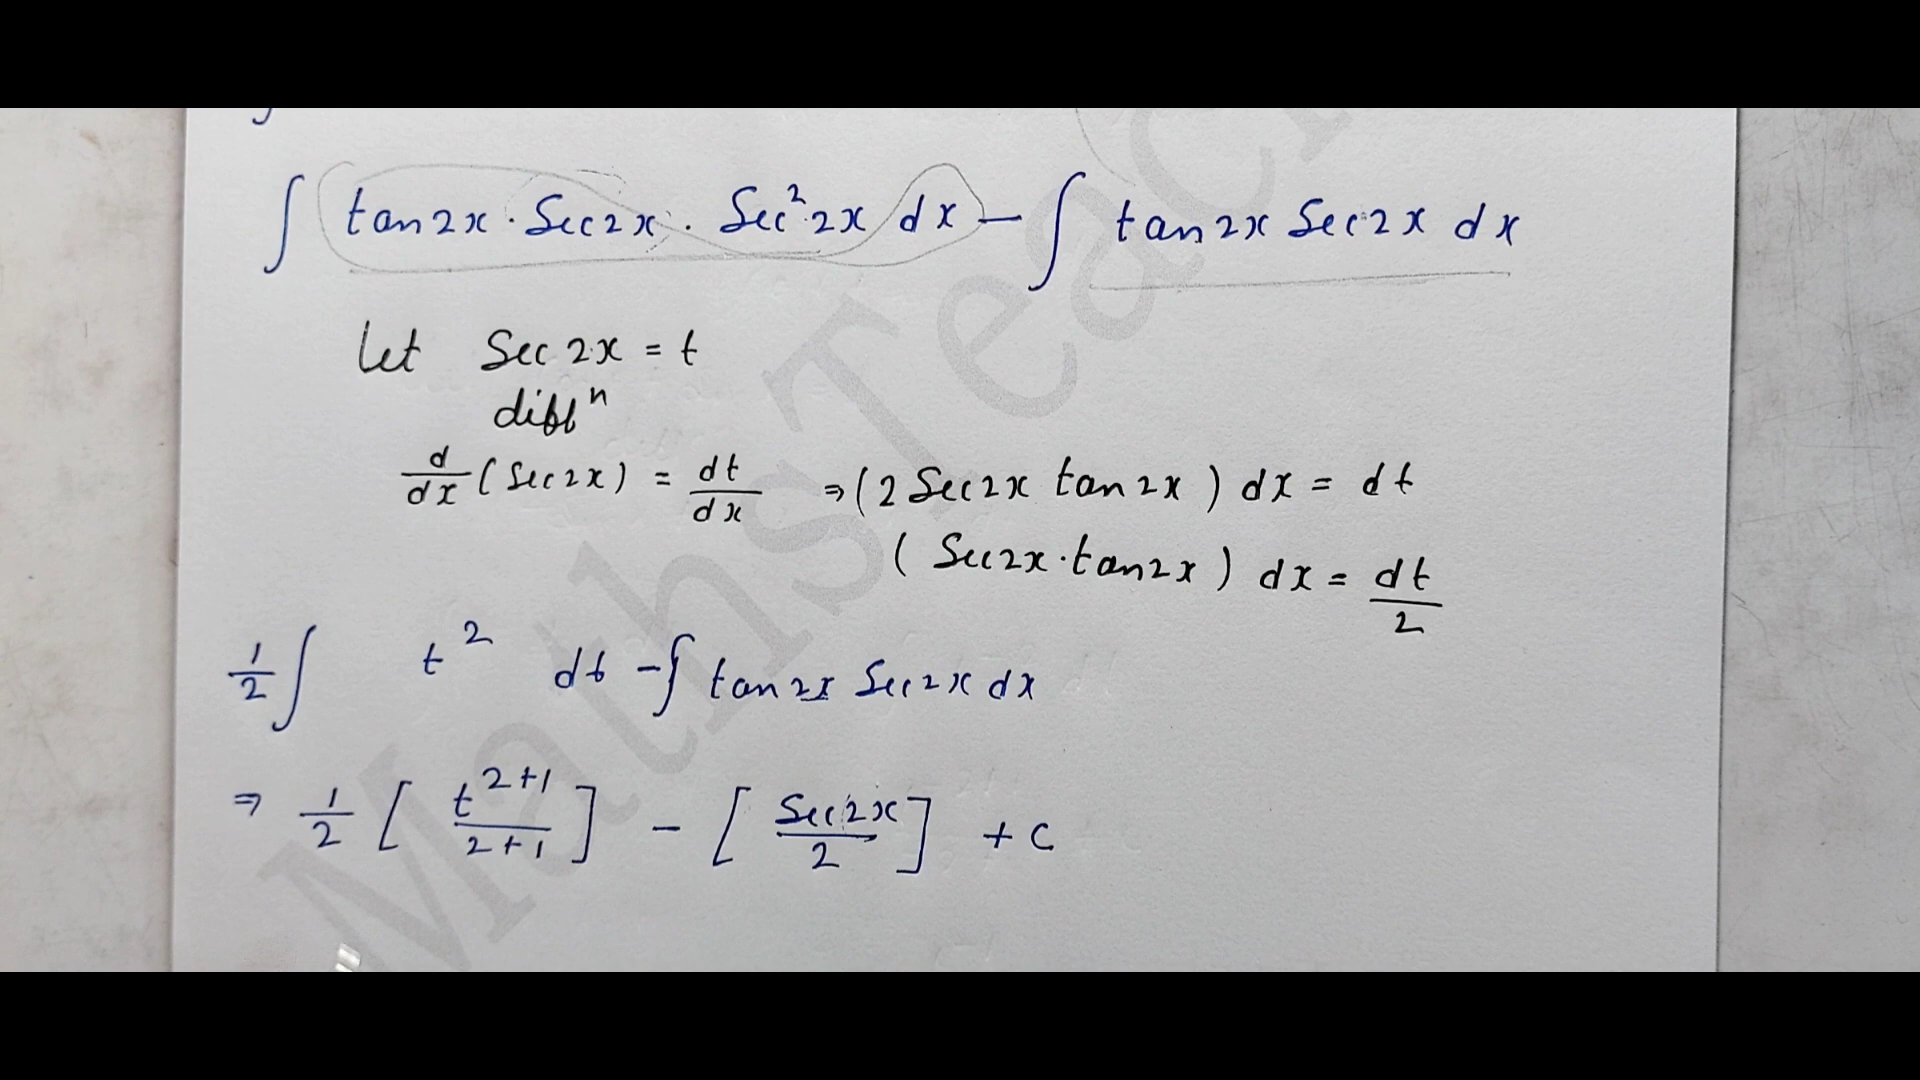 ∫ tan2x · Sec2x · Sec²2x dx − ∫ tan2x Sec2x dx
Let Sec2x = t
diffⁿ
d/dx (Sec2x) = dt/dx ⇒ (2 Sec2x tan2x) dx = dt
(Sec2x · tan2x) dx = dt/2
1/2 ∫ t² dt − ∫ tan2x Sec2x dx
⇒ 1/2 [ t²⁺¹/2+1 ] − [ Sec2x/2 ] + C